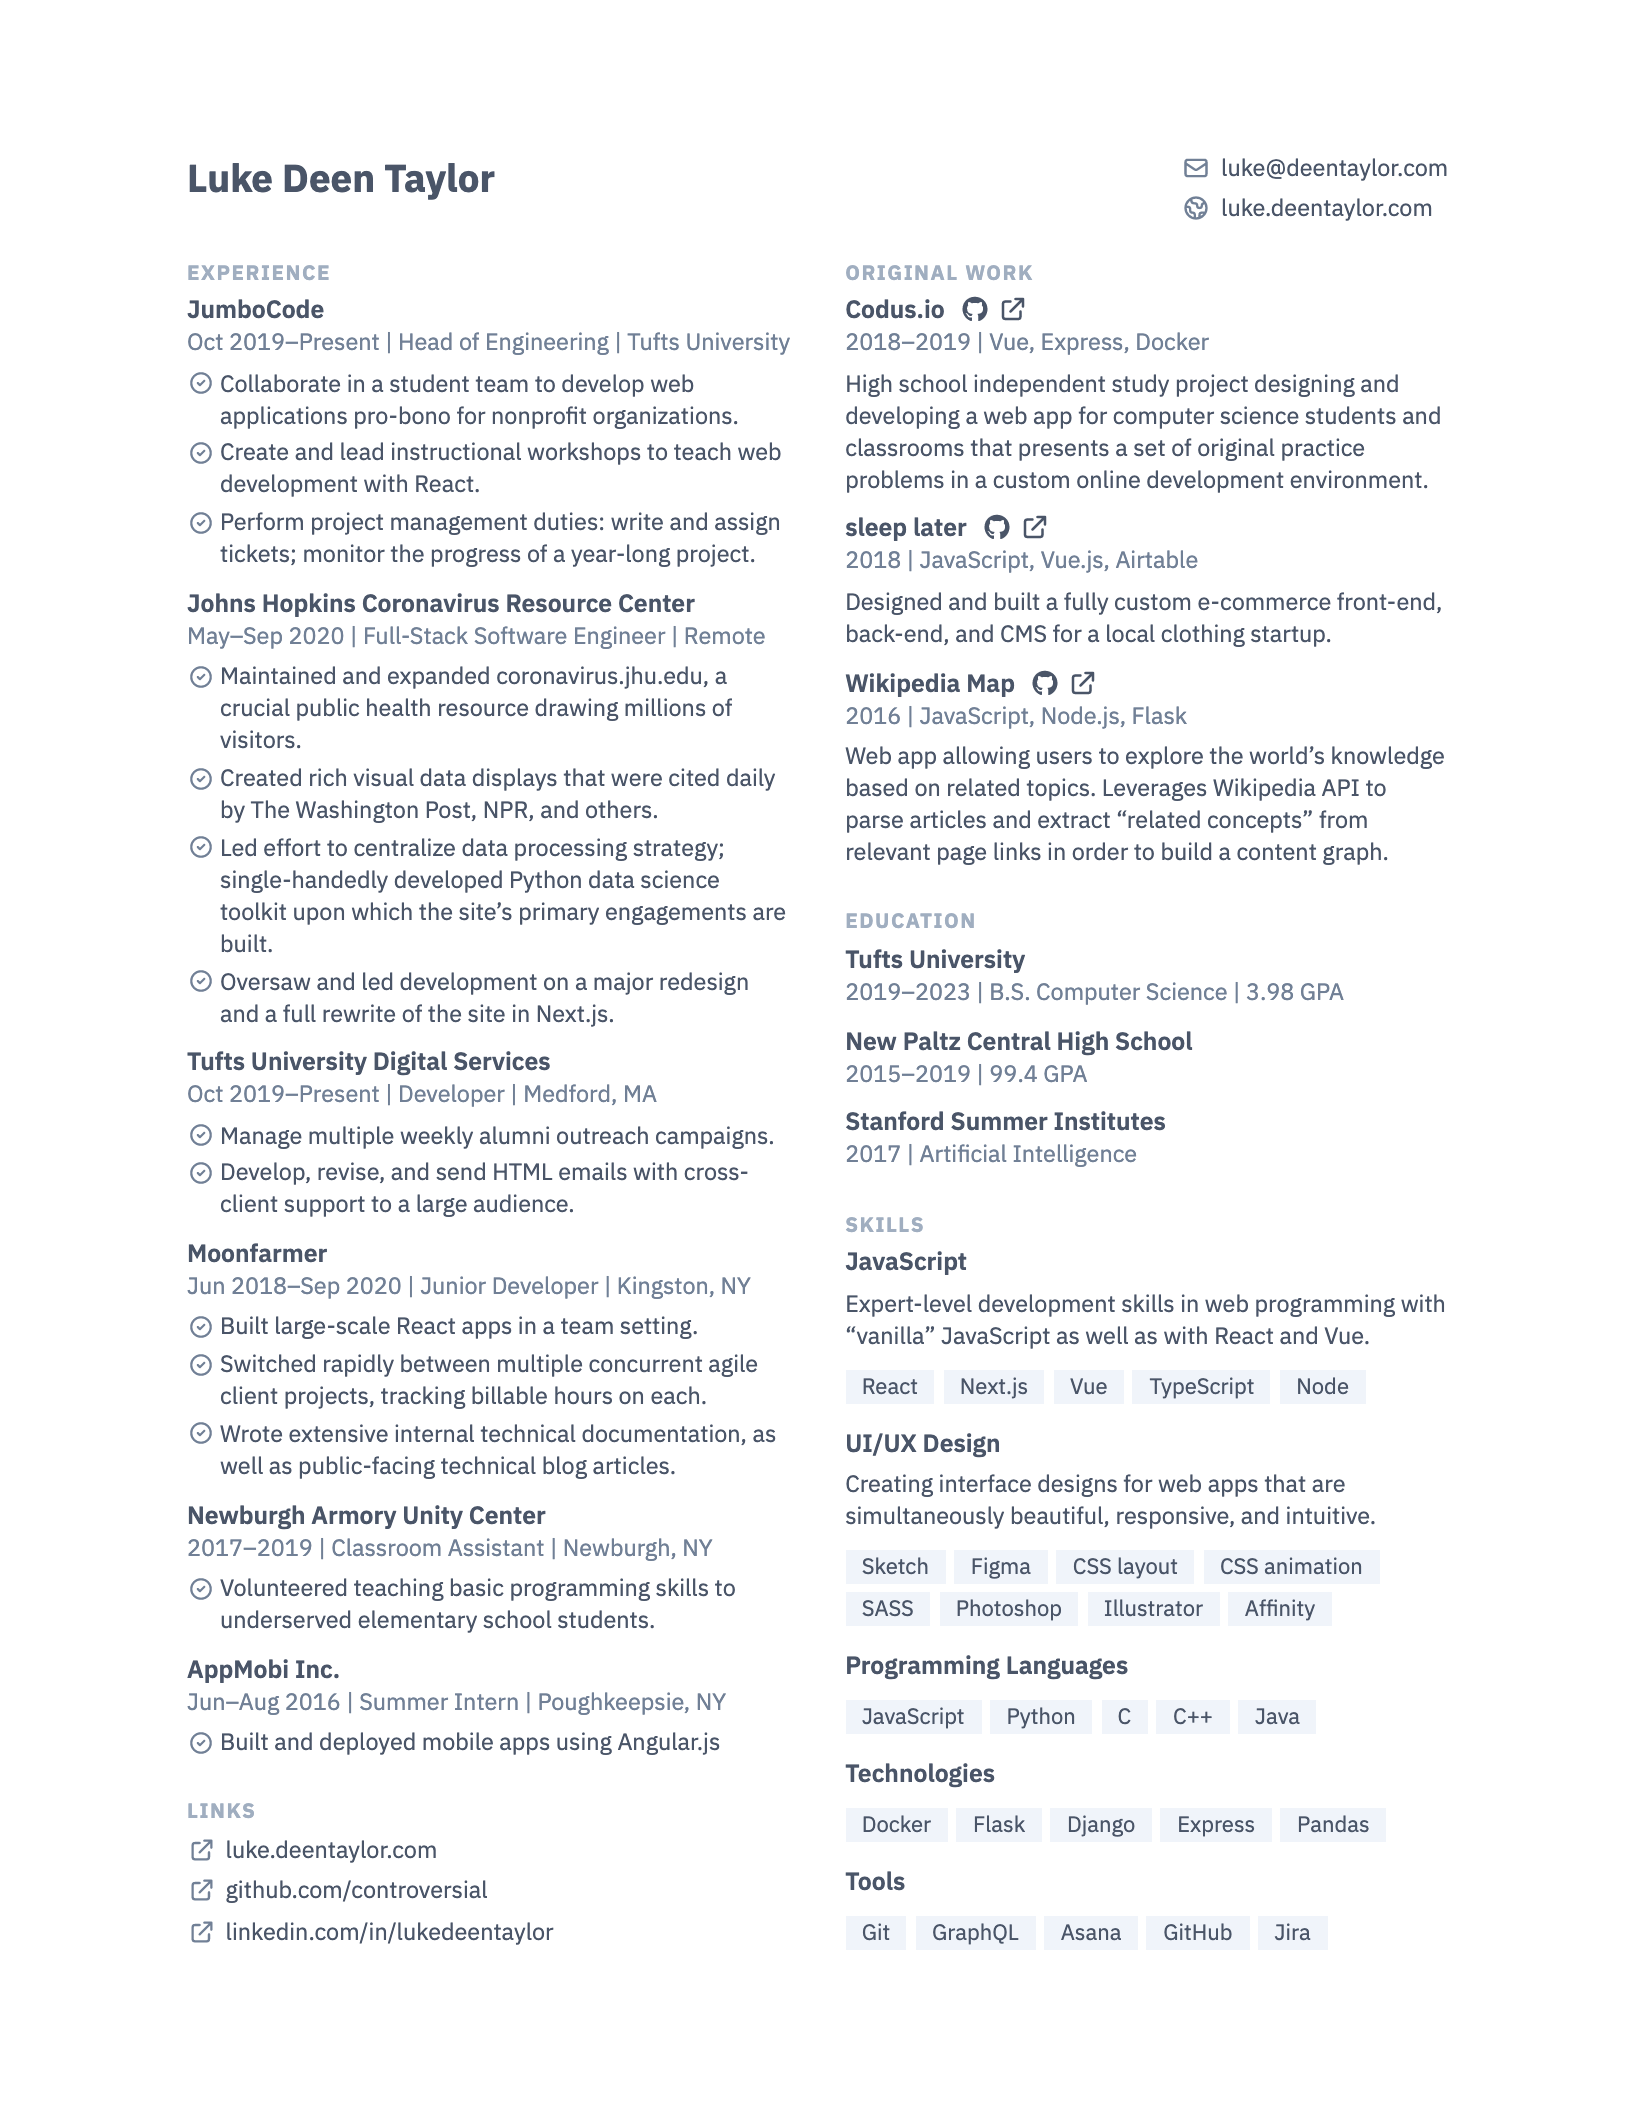 Luke Deen Taylor
luke@deentaylor.com
luke.deentaylor.com
EXPERIENCE
JumboCode
Oct 2019–Present | Head of Engineering | Tufts University
Collaborate in a student team to develop web
applications pro-bono for nonprofit organizations.
Create and lead instructional workshops to teach web
development with React.
Perform project management duties: write and assign
tickets; monitor the progress of a year-long project.
Johns Hopkins Coronavirus Resource Center
May–Sep 2020 | Full-Stack Software Engineer | Remote
Maintained and expanded coronavirus.jhu.edu, a
crucial public health resource drawing millions of
visitors.
Created rich visual data displays that were cited daily
by The Washington Post, NPR, and others.
Led effort to centralize data processing strategy;
single-handedly developed Python data science
toolkit upon which the site’s primary engagements are
built.
Oversaw and led development on a major redesign
and a full rewrite of the site in Next.js.
Tufts University Digital Services
Oct 2019–Present | Developer | Medford, MA
Manage multiple weekly alumni outreach campaigns.
Develop, revise, and send HTML emails with cross-
client support to a large audience.
Moonfarmer
Jun 2018–Sep 2020 | Junior Developer | Kingston, NY
Built large-scale React apps in a team setting.
Switched rapidly between multiple concurrent agile
client projects, tracking billable hours on each.
Wrote extensive internal technical documentation, as
well as public-facing technical blog articles.
Newburgh Armory Unity Center
2017–2019 | Classroom Assistant | Newburgh, NY
Volunteered teaching basic programming skills to
underserved elementary school students.
AppMobi Inc.
Jun–Aug 2016 | Summer Intern | Poughkeepsie, NY
Built and deployed mobile apps using Angular.js
LINKS
luke.deentaylor.com
github.com/controversial
linkedin.com/in/lukedeentaylor
ORIGINAL WORK
Codus.io
2018–2019 | Vue, Express, Docker
High school independent study project designing and
developing a web app for computer science students and
classrooms that presents a set of original practice
problems in a custom online development environment.
sleep later
2018 | JavaScript, Vue.js, Airtable
Designed and built a fully custom e-commerce front-end,
back-end, and CMS for a local clothing startup.
Wikipedia Map
2016 | JavaScript, Node.js, Flask
Web app allowing users to explore the world’s knowledge
based on related topics. Leverages Wikipedia API to
parse articles and extract “related concepts” from
relevant page links in order to build a content graph.
EDUCATION
Tufts University
2019–2023 | B.S. Computer Science | 3.98 GPA
New Paltz Central High School
2015–2019 | 99.4 GPA
Stanford Summer Institutes
2017 | Artificial Intelligence
SKILLS
JavaScript
Expert-level development skills in web programming with
“vanilla” JavaScript as well as with React and Vue.
React Next.js Vue TypeScript Node
UI/UX Design
Creating interface designs for web apps that are
simultaneously beautiful, responsive, and intuitive.
Sketch Figma CSS layout CSS animation
SASS Photoshop Illustrator Affinity
Programming Languages
JavaScript Python C C++ Java
Technologies
Docker Flask Django Express Pandas
Tools
Git GraphQL Asana GitHub Jira